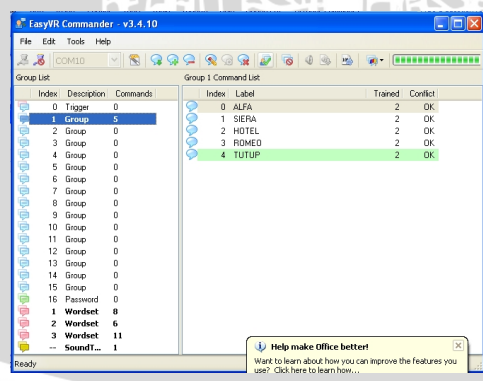 EasyVR Commander - v3.4.10
File Edit Tools Help
COM10
Group List
Index Description Commands
0 Trigger 0
1 Group 5
2 Group 0
3 Group 0
4 Group 0
5 Group 0
6 Group 0
7 Group 0
8 Group 0
9 Group 0
10 Group 0
11 Group 0
12 Group 0
13 Group 0
14 Group 0
15 Group 0
16 Password 0
1 Wordset 8
2 Wordset 6
3 Wordset 11
-- SoundT... 1
Group 1 Command List
Index Label Trained Conflict
0 ALFA 2 OK
1 SIERA 2 OK
2 HOTEL 2 OK
3 ROMEO 2 OK
4 TUTUP 2 OK
Help make Office better!
Want to learn about how you can improve the features you
use? Click here to learn how...
Ready